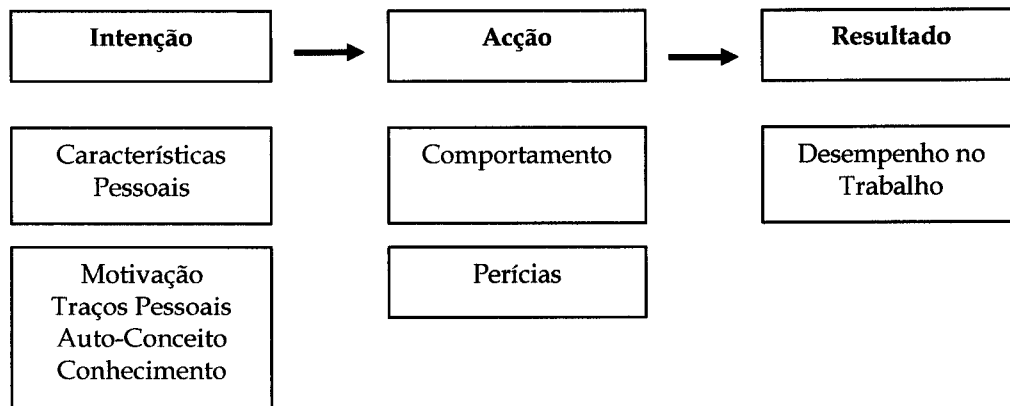 Intenção
Acção
Resultado
Características
Pessoais
Comportamento
Desempenho no
Trabalho
Motivação
Traços Pessoais
Auto-Conceito
Conhecimento
Perícias